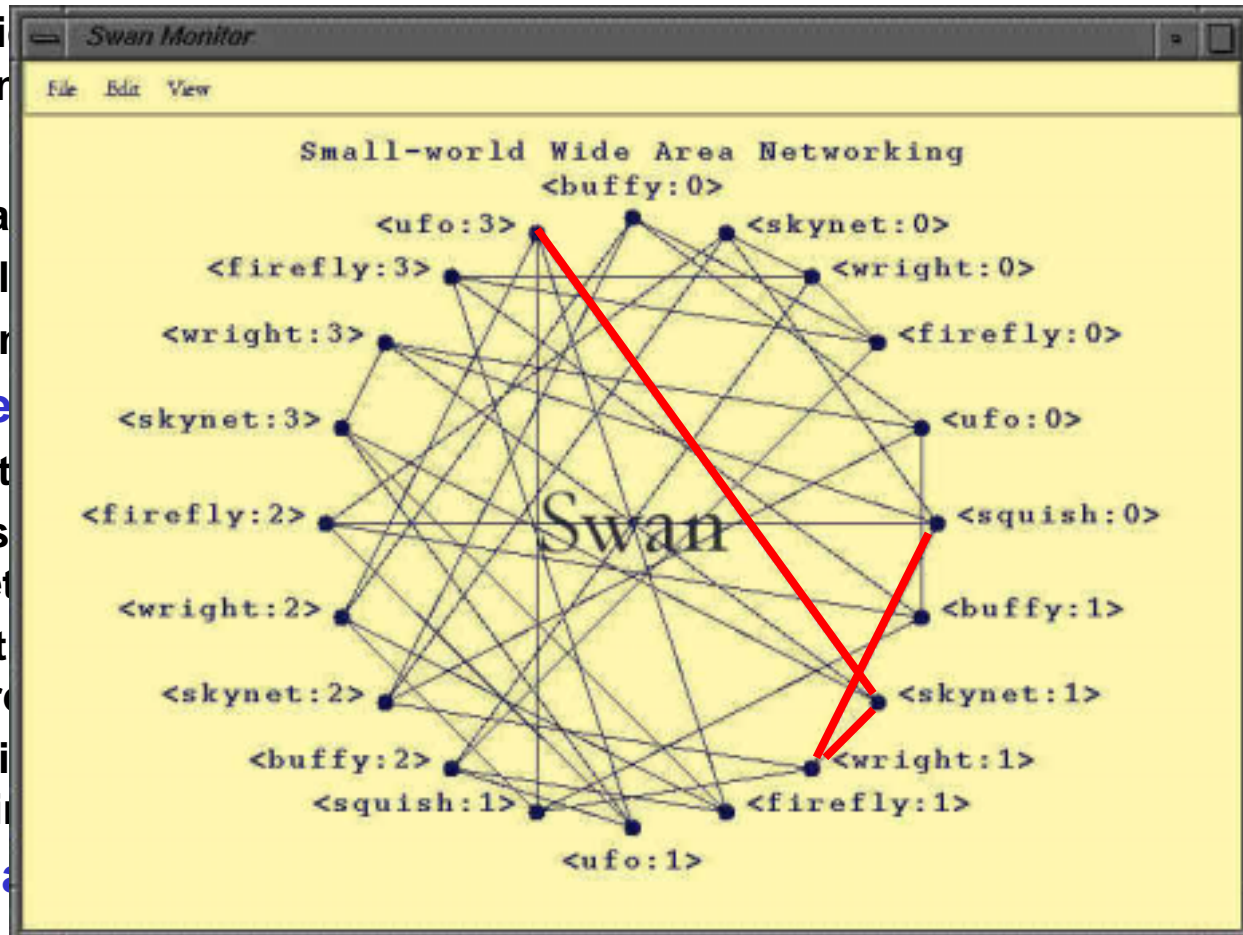 Swan Monitor
File Edit View
Small-world Wide Area Networking
<buffy:0>
<ufo:3> <skynet:0>
<firefly:3> <wright:0>
<wright:3> <firefly:0>
<skynet:3> <ufo:0>
<firefly:2> Swan <squish:0>
<wright:2> <buffy:1>
<skynet:2> <skynet:1>
<buffy:2> <wright:1>
<squish:1> <firefly:1>
<ufo:1>